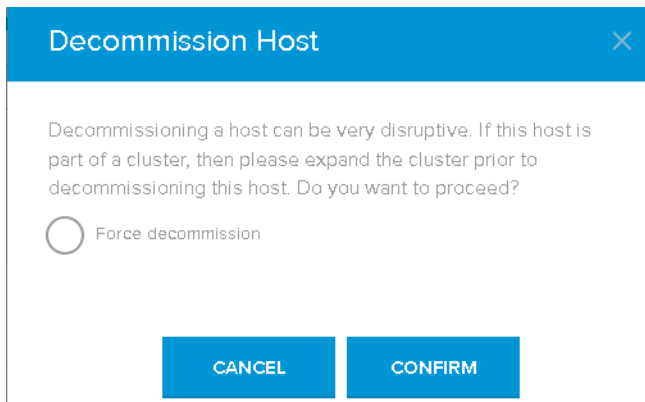 Decommission Host
Decommissioning a host can be very disruptive. If this host is
part of a cluster, then please expand the cluster prior to
decommissioning this host. Do you want to proceed?
Force decommission
CANCEL CONFIRM